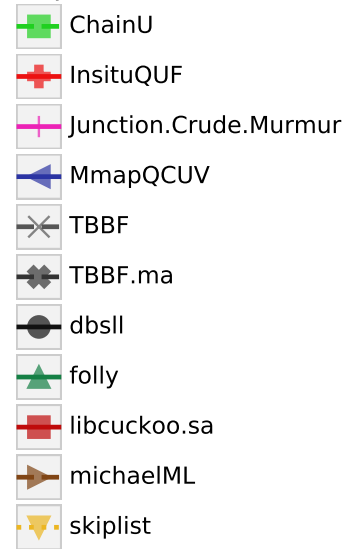 ChainU
InsituQUF
Junction.Crude.Murmur
MmapQCUV
TBBF
TBBF.ma
dbsll
folly
libcuckoo.sa
michaelML
skiplist